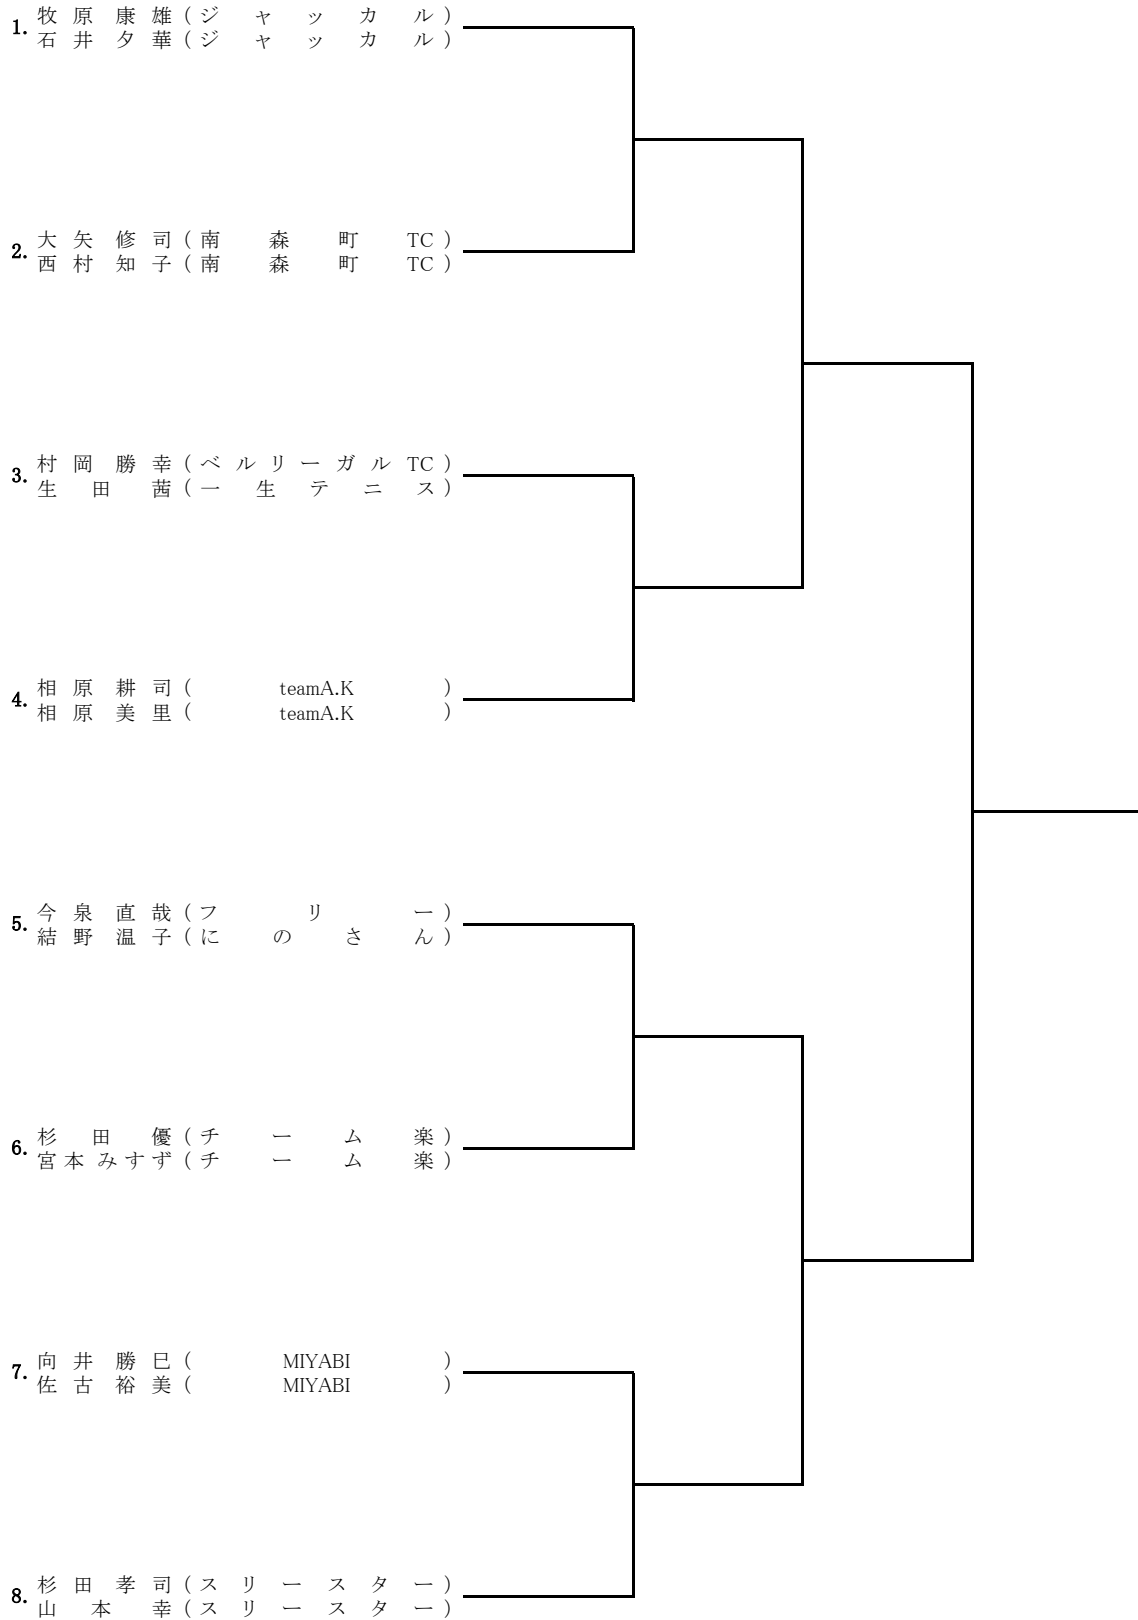 1. 牧原康雄(ジャッカル)
石井夕華(ジャッカル)
2. 大矢修司(南森町TC)
西村知子(南森町TC)
3. 村岡勝幸(ベルリーガルTC)
生田茜(一生テニス)
4. 相原耕司(teamA.K)
相原美里(teamA.K)
5. 今泉直哉(フリー)
結野温子(にのさん)
6. 杉田優(チーム楽)
宮本みすず(チーム楽)
7. 向井勝巳(MIYABI)
佐古裕美(MIYABI)
8. 杉田孝司(スリースター)
山本幸(スリースター)